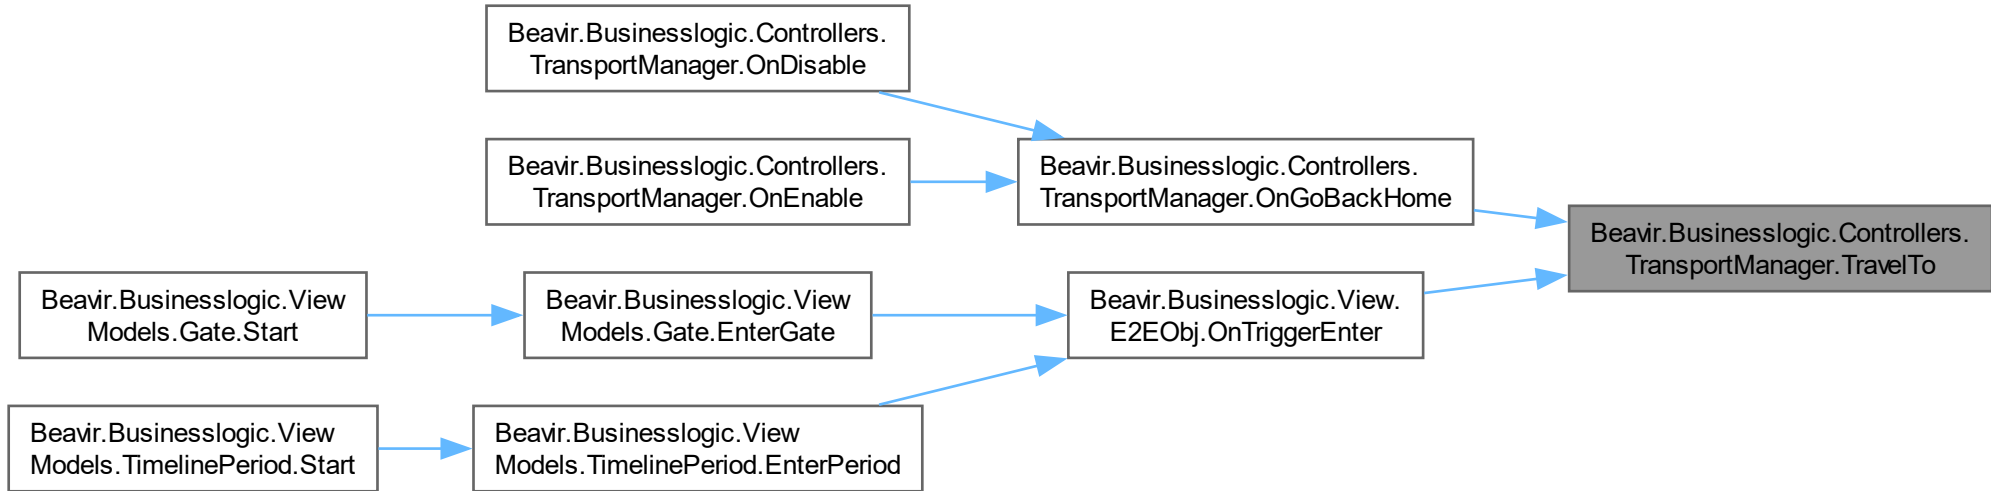 Beavir.Businesslogic.Controllers.
TransportManager.OnDisable
Beavir.Businesslogic.Controllers.
TransportManager.OnEnable
Beavir.Businesslogic.Controllers.
TransportManager.OnGoBackHome
Beavir.Businesslogic.Controllers.
TransportManager.TravelTo
Beavir.Businesslogic.View
Models.Gate.Start
Beavir.Businesslogic.View
Models.Gate.EnterGate
Beavir.Businesslogic.View.
E2EObj.OnTriggerEnter
Beavir.Businesslogic.View
Models.TimelinePeriod.Start
Beavir.Businesslogic.View
Models.TimelinePeriod.EnterPeriod